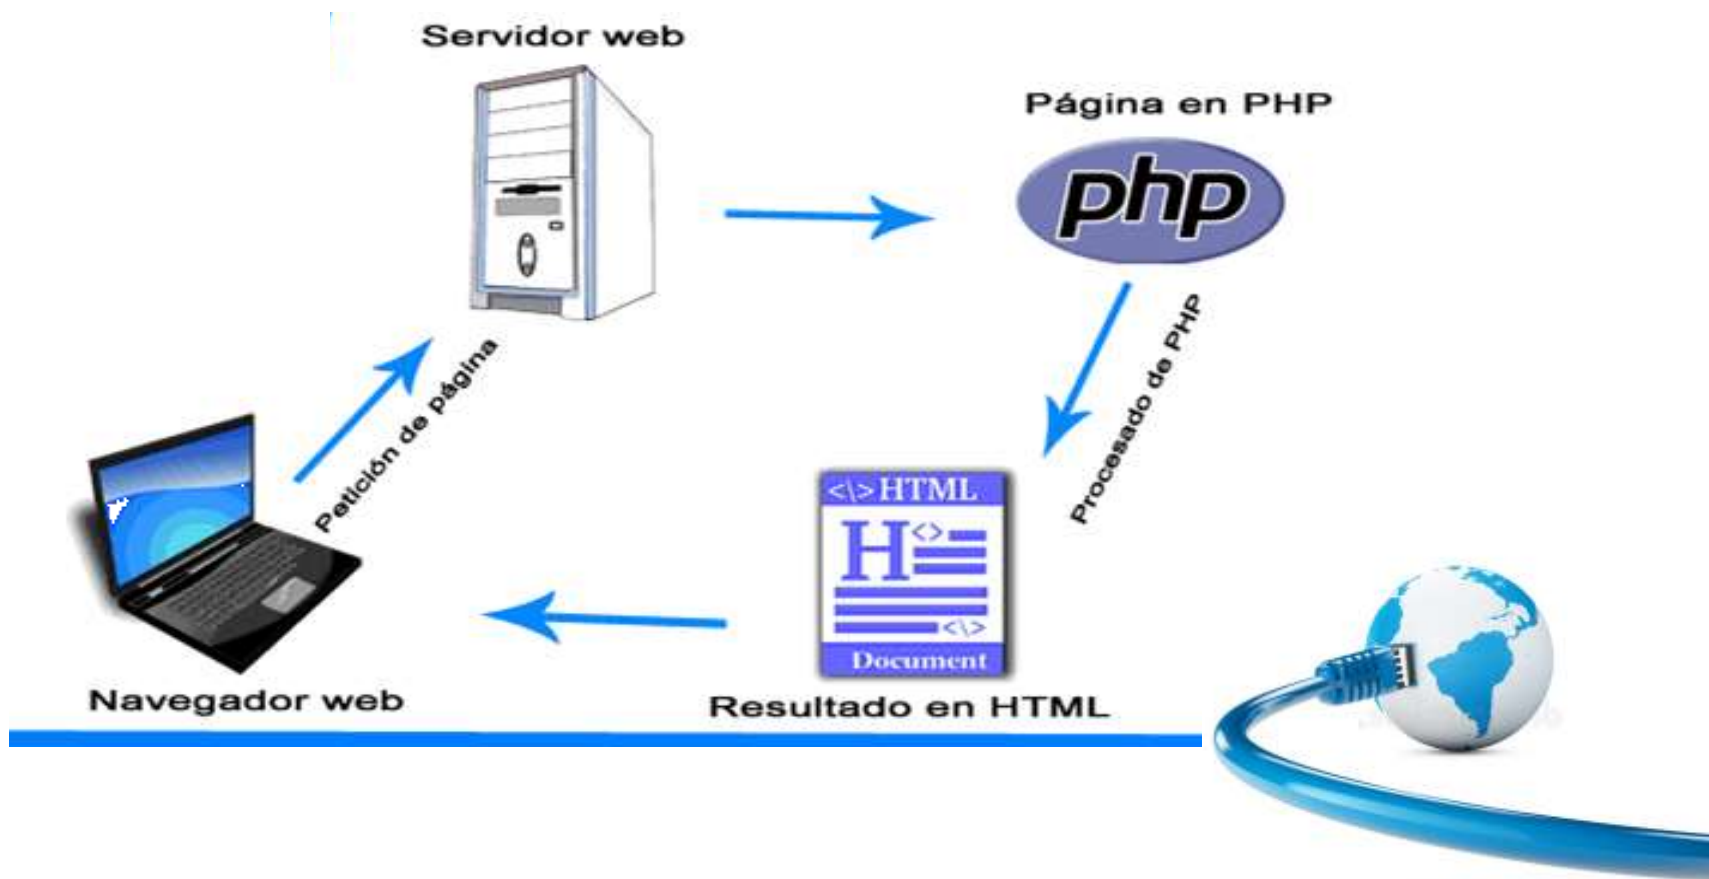 Servidor web
Página en PHP
php
Petición de página
Procesado de PHP
<\>HTML
H<>
<\>
Document
Navegador web
Resultado en HTML